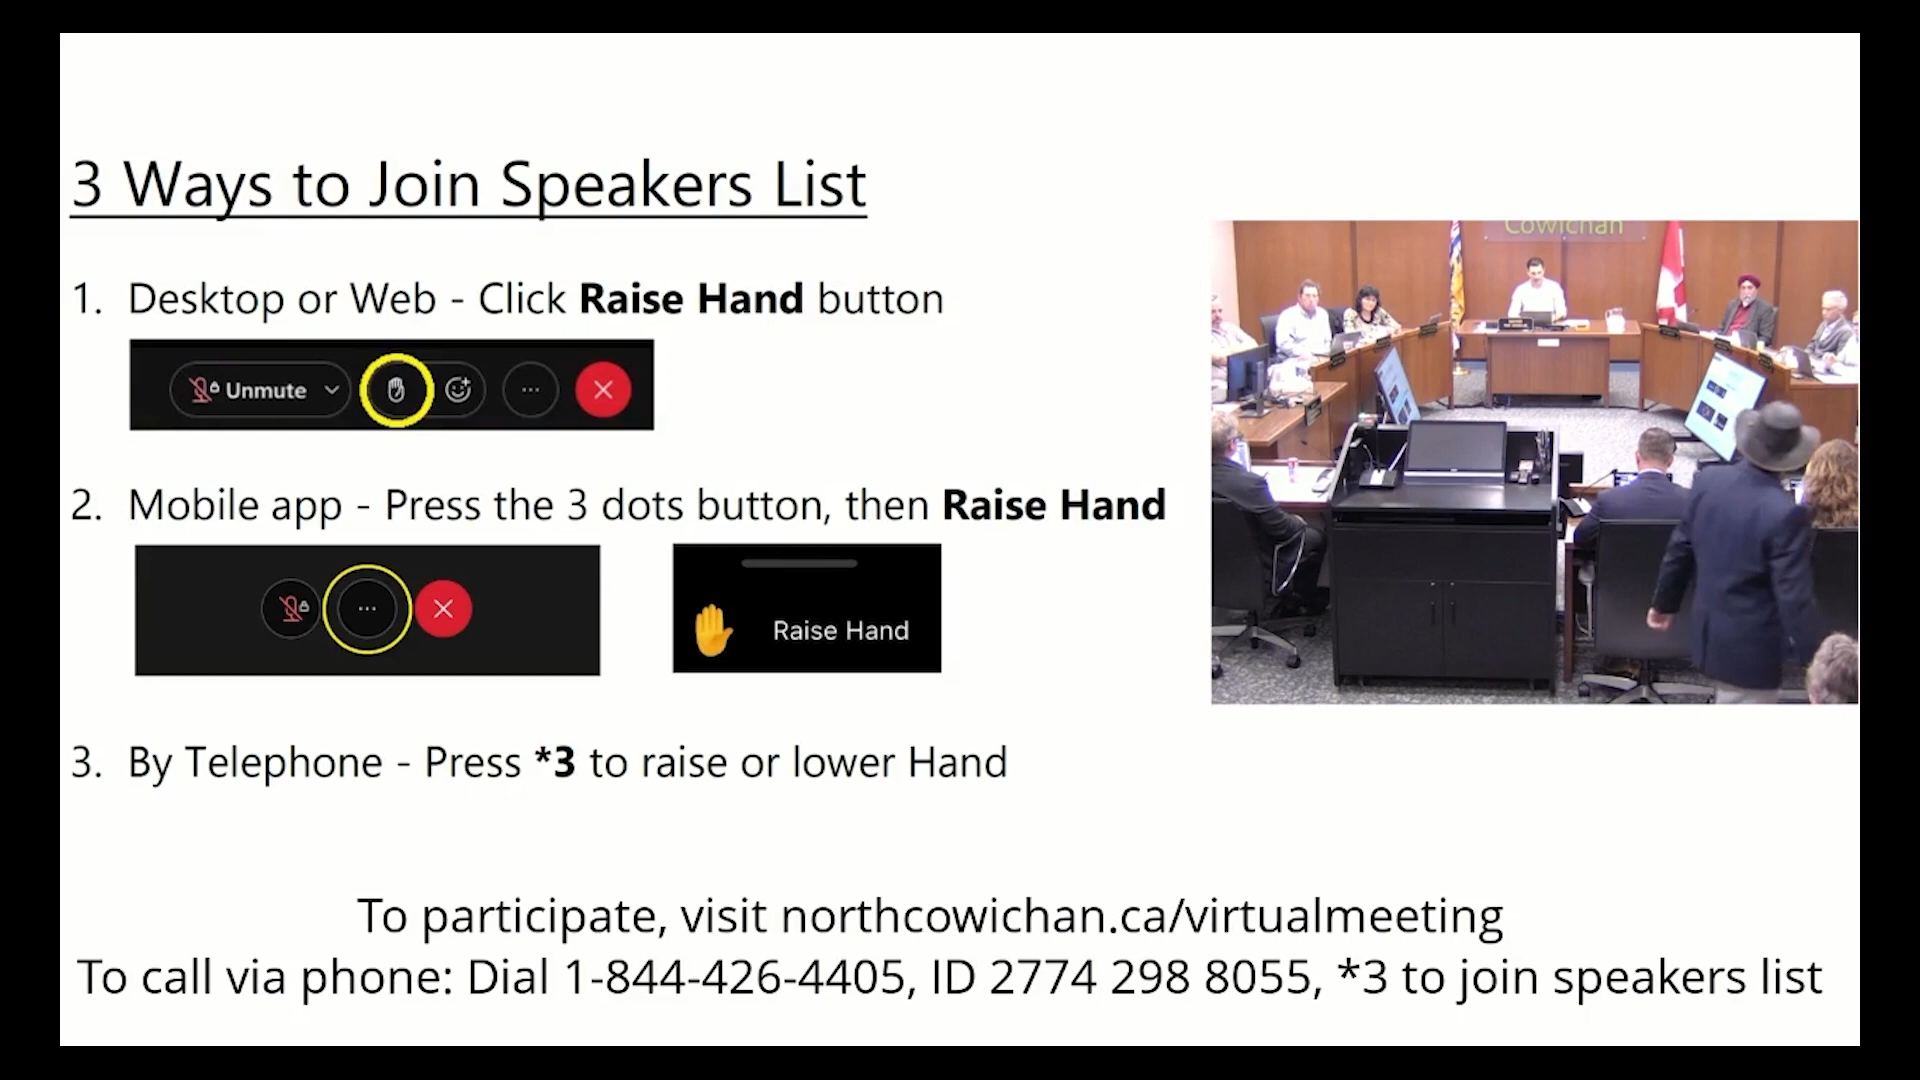 3 Ways to Join Speakers List
1. Desktop or Web - Click Raise Hand button
Unmute
2. Mobile app - Press the 3 dots button, then Raise Hand
Raise Hand
3. By Telephone - Press *3 to raise or lower Hand
Cowichan
To participate, visit northcowichan.ca/virtualmeeting
To call via phone: Dial 1-844-426-4405, ID 2774 298 8055, *3 to join speakers list